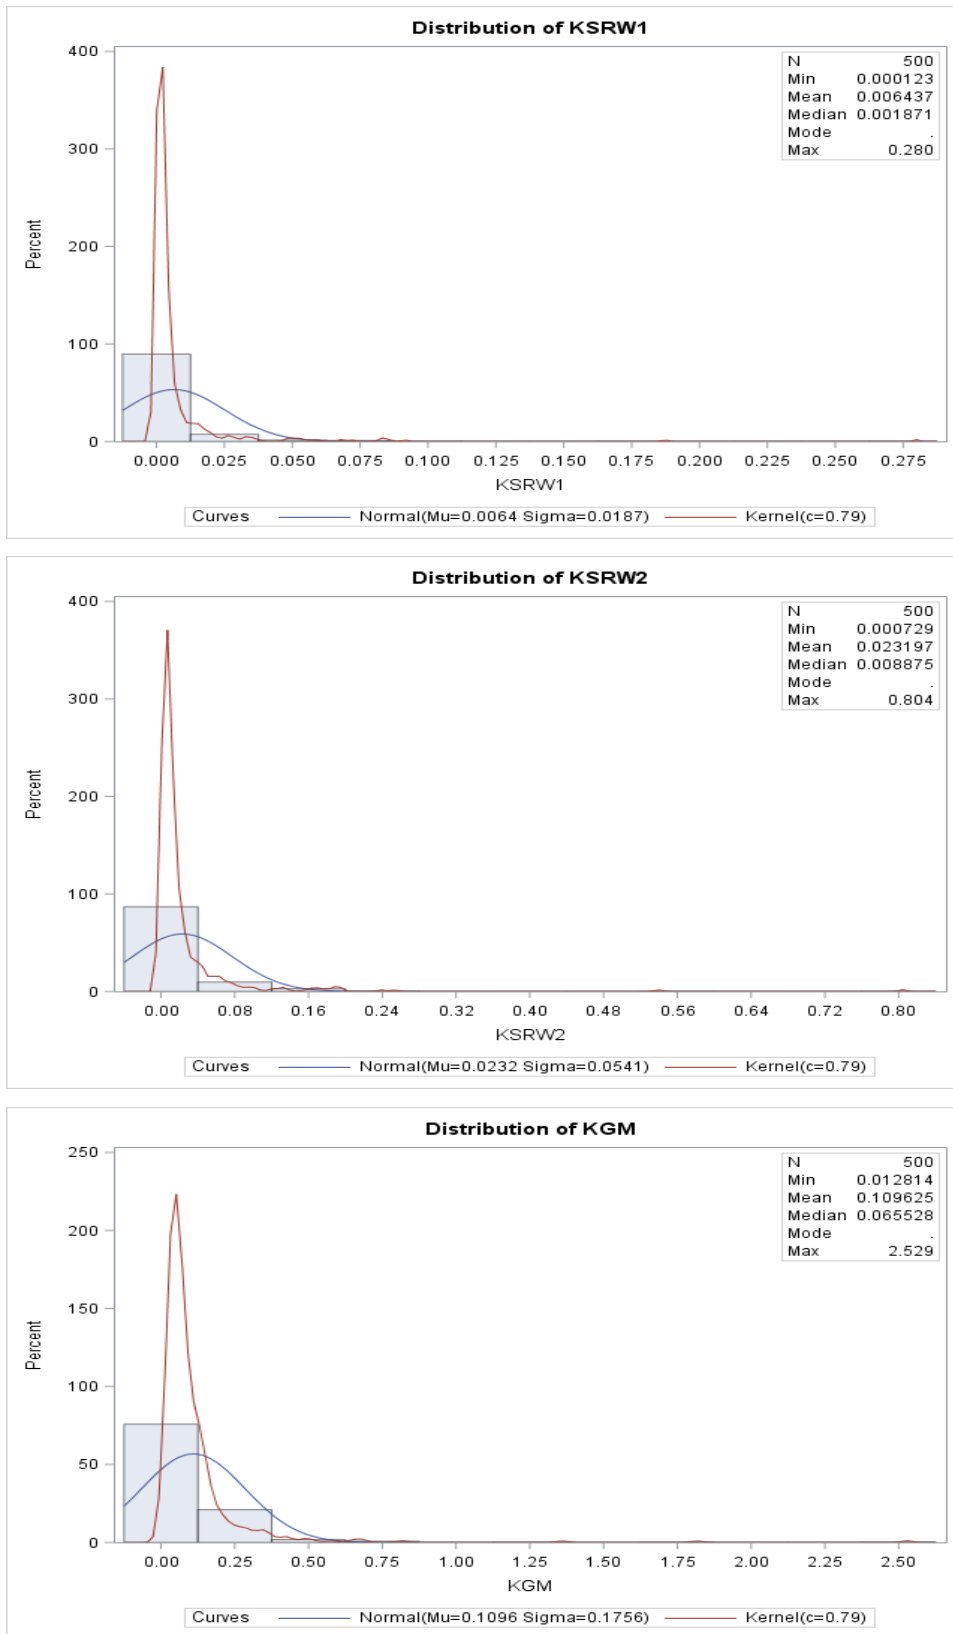 Distribution of KSRW1
400
300
200
100
0
Percent
N 500
Min 0.000123
Mean 0.006437
Median 0.001871
Mode .
Max 0.280
0.000 0.025 0.050 0.075 0.100 0.125 0.150 0.175 0.200 0.225 0.250 0.275
KSRW1
Curves Normal(Mu=0.0064 Sigma=0.0187) Kernel(c=0.79)
Distribution of KSRW2
400
300
200
100
0
Percent
N 500
Min 0.000729
Mean 0.023197
Median 0.008875
Mode .
Max 0.804
0.00 0.08 0.16 0.24 0.32 0.40 0.48 0.56 0.64 0.72 0.80
KSRW2
Curves Normal(Mu=0.0232 Sigma=0.0541) Kernel(c=0.79)
Distribution of KGM
250
200
150
100
50
0
Percent
N 500
Min 0.012814
Mean 0.109625
Median 0.065528
Mode .
Max 2.529
0.00 0.25 0.50 0.75 1.00 1.25 1.50 1.75 2.00 2.25 2.50
KGM
Curves Normal(Mu=0.1096 Sigma=0.1756) Kernel(c=0.79)